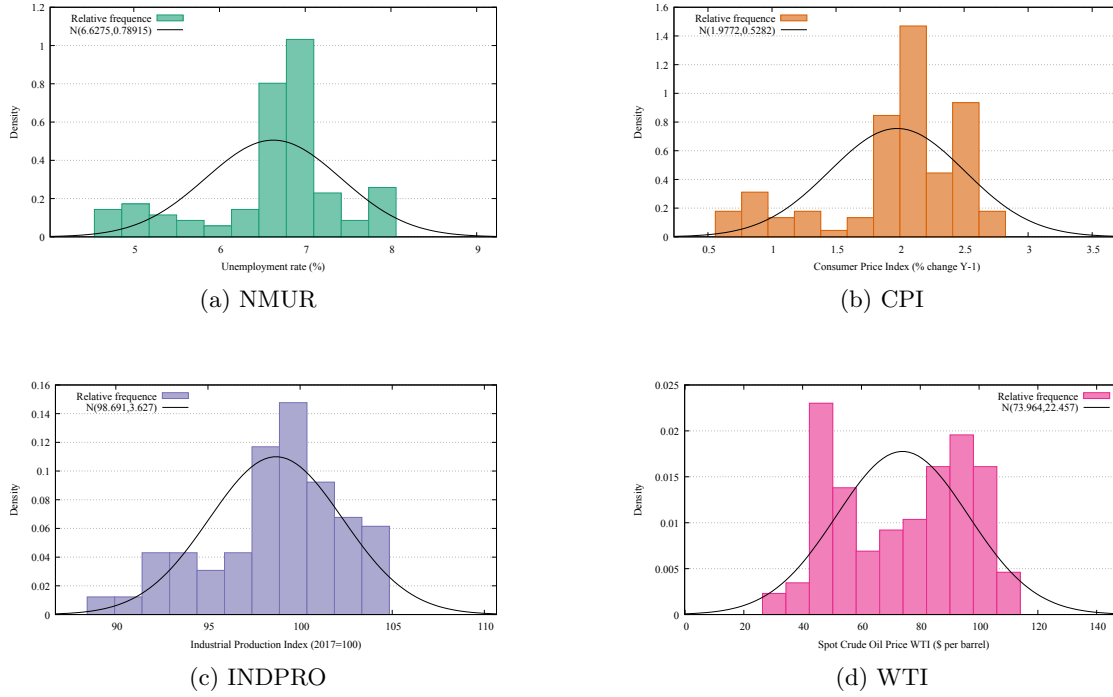 Relative frequence
N(6.6275,0.78915)
1.2
1
0.8
0.6
0.4
0.2
0
Density
5 6 7 8 9
Unemployment rate (%)
(a) NMUR
Relative frequence
N(1.9772,0.5282)
1.6
1.4
1.2
1
0.8
0.6
0.4
0.2
0
Density
0.5 1 1.5 2 2.5 3 3.5
Consumer Price Index (% change Y-1)
(b) CPI
Relative frequence
N(98.691,3.627)
0.16
0.14
0.12
0.1
0.08
0.06
0.04
0.02
0
Density
90 95 100 105 110
Industrial Production Index (2017=100)
(c) INDPRO
Relative frequence
N(73.964,22.457)
0.025
0.02
0.015
0.01
0.005
0
Density
0 20 40 60 80 100 120 140
Spot Crude Oil Price WTI ($ per barrel)
(d) WTI